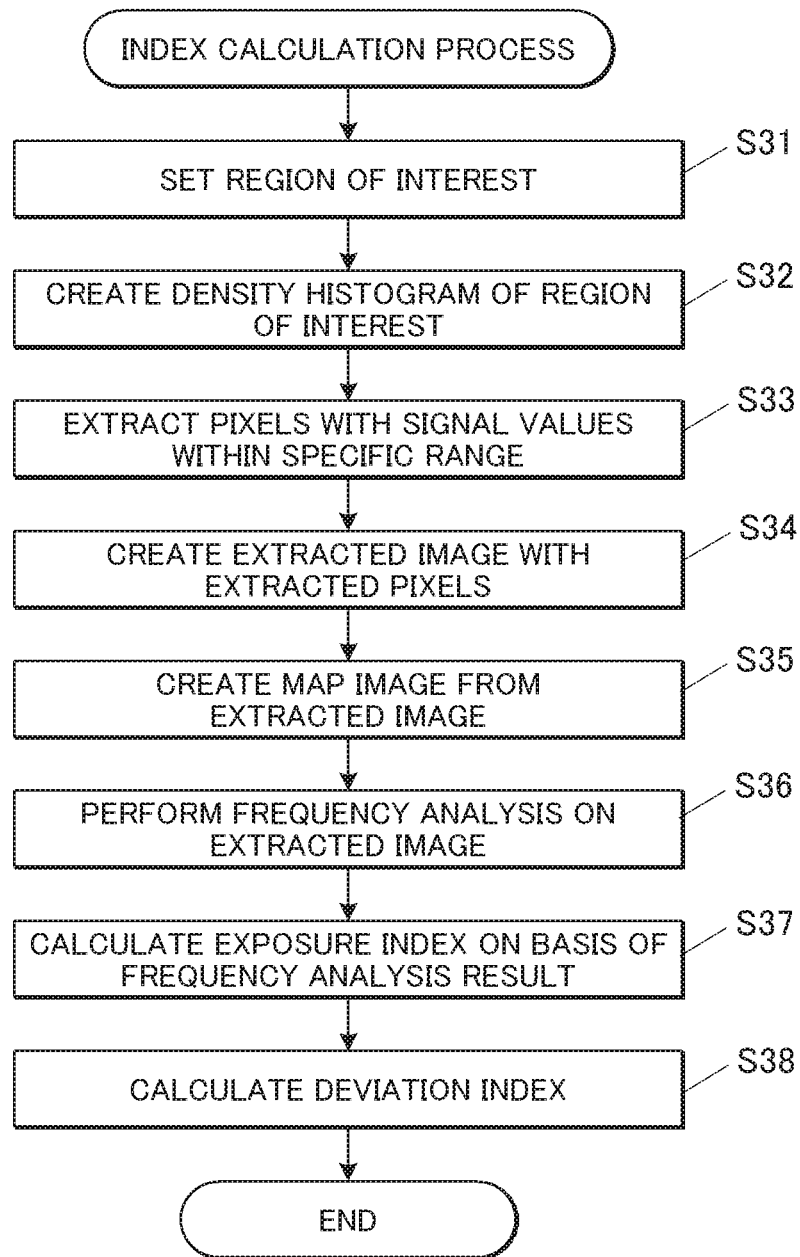 INDEX CALCULATION PROCESS
S31
SET REGION OF INTEREST
S32
CREATE DENSITY HISTOGRAM OF REGION
OF INTEREST
S33
EXTRACT PIXELS WITH SIGNAL VALUES
WITHIN SPECIFIC RANGE
S34
CREATE EXTRACTED IMAGE WITH
EXTRACTED PIXELS
S35
CREATE MAP IMAGE FROM
EXTRACTED IMAGE
S36
PERFORM FREQUENCY ANALYSIS ON
EXTRACTED IMAGE
S37
CALCULATE EXPOSURE INDEX ON BASIS OF
FREQUENCY ANALYSIS RESULT
S38
CALCULATE DEVIATION INDEX
END